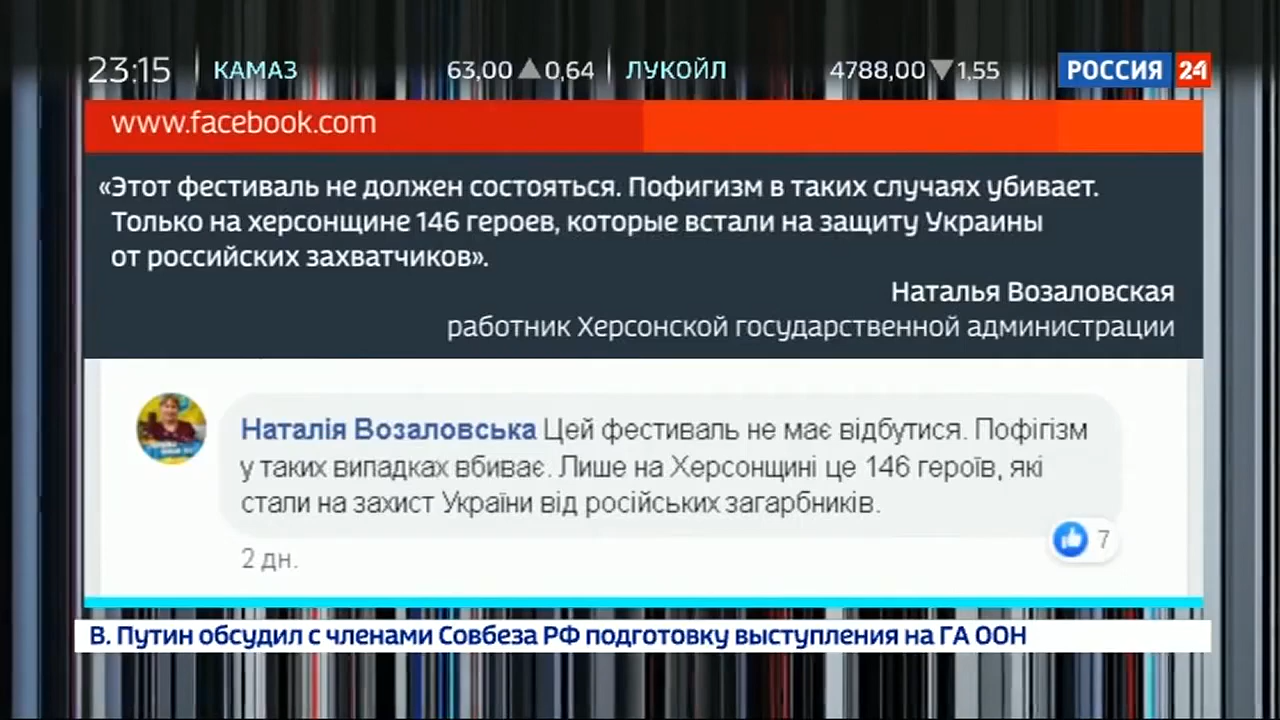 23:15 КАМАЗ 63,00 ▲ 0,64 ЛУКОЙЛ 4788,00 ▼ 1,55 РОССИЯ 24
www.facebook.com
«Этот фестиваль не должен состояться. Пофигизм в таких случаях убивает.
Только на херсонщине 146 героев, которые встали на защиту Украины
от российских захватчиков».
Наталья Возаловская
работник Херсонской государственной администрации
Наталія Возаловська Цей фестиваль не має відбутися. Пофігізм
у таких випадках вбиває. Лише на Херсонщині це 146 героїв, які
стали на захист України від російських загарбників.
7
2 дн.
В. Путин обсудил с членами Совбеза РФ подготовку выступления на ГА ООН